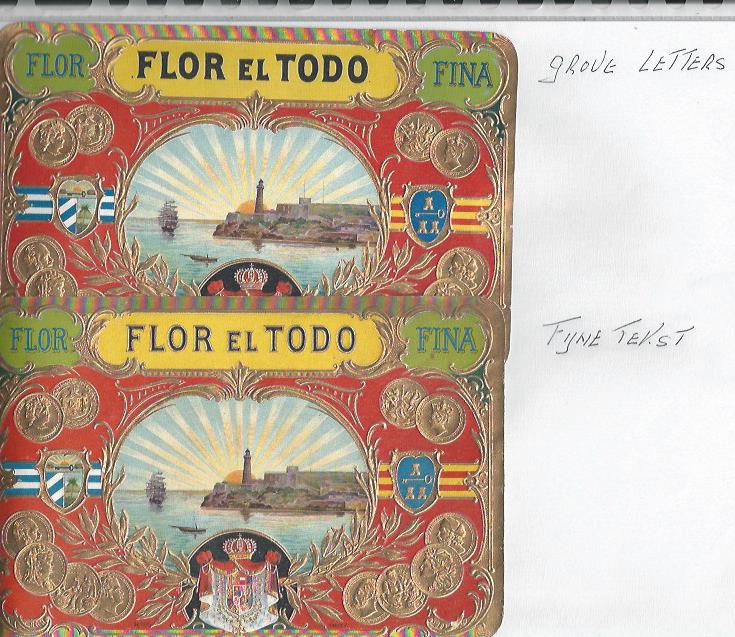 FLOR
FLOR EL TODO
FINA
GROVE LETTERS
FLOR
FLOR EL TODO
FINA
FIJNE TEKST